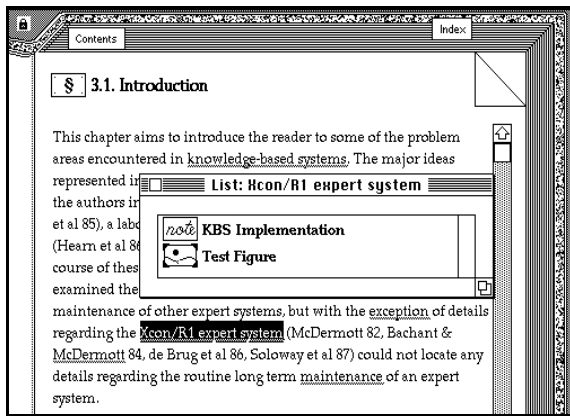 Contents
Index
§ 3.1. Introduction
This chapter aims to introduce the reader to some of the problem
areas encountered in knowledge-based systems. The major ideas
represented in
the authors in
et al 85), a labo
(Hearn et al 86
course of thes
examined the
List: Xcon/R1 expert system
note KBS Implementation
Test Figure
maintenance of other expert systems, but with the exception of details
regarding the Xcon/R1 expert system (McDermott 82, Bachant &
McDermott 84, de Brug et al 86, Soloway et al 87) could not locate any
details regarding the routine long term maintenance of an expert
system.